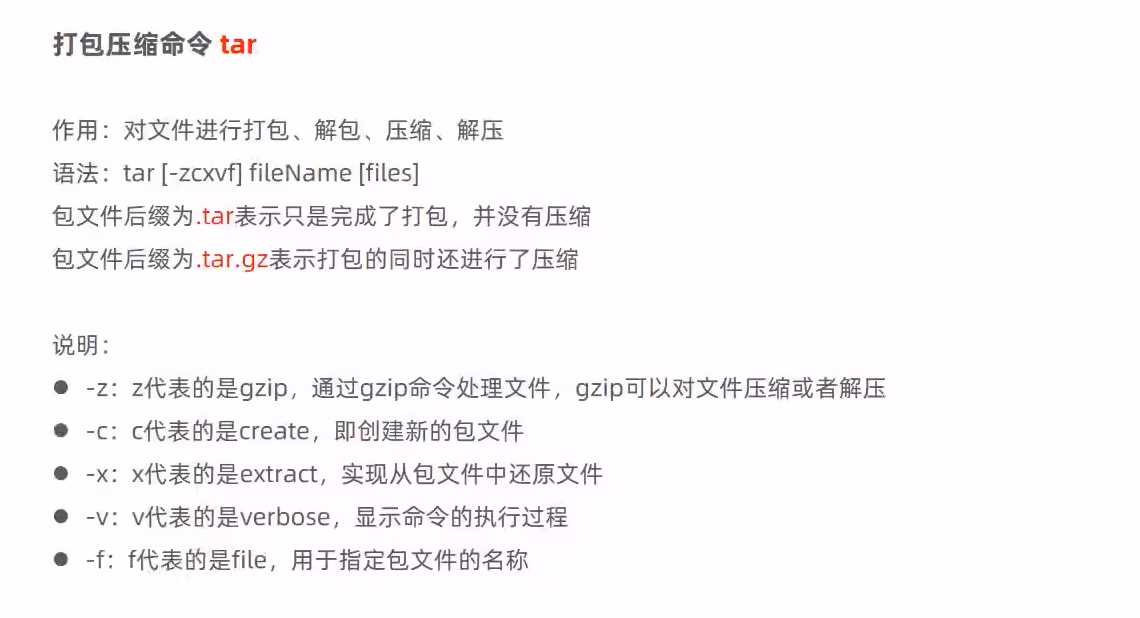 打包压缩命令 tar
作用：对文件进行打包、解包、压缩、解压
语法：tar [-zcxvf] fileName [files]
包文件后缀为.tar表示只是完成了打包，并没有压缩
包文件后缀为.tar.gz表示打包的同时还进行了压缩
说明：
● -z：z代表的是gzip，通过gzip命令处理文件，gzip可以对文件压缩或者解压
● -c：c代表的是create，即创建新的包文件
● -x：x代表的是extract，实现从包文件中还原文件
● -v：v代表的是verbose，显示命令的执行过程
● -f：f代表的是file，用于指定包文件的名称